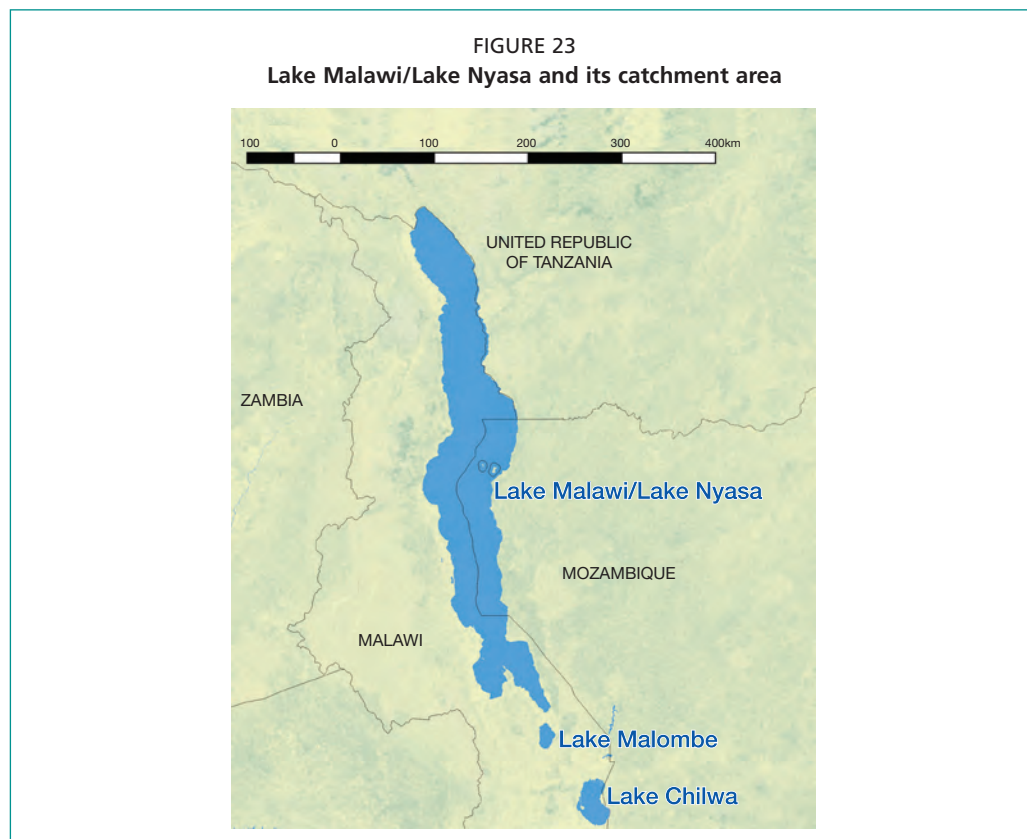 FIGURE 23
Lake Malawi/Lake Nyasa and its catchment area
100 0 100 200 300 400km
UNITED REPUBLIC
OF TANZANIA
ZAMBIA
Lake Malawi/Lake Nyasa
MOZAMBIQUE
MALAWI
Lake Malombe
Lake Chilwa